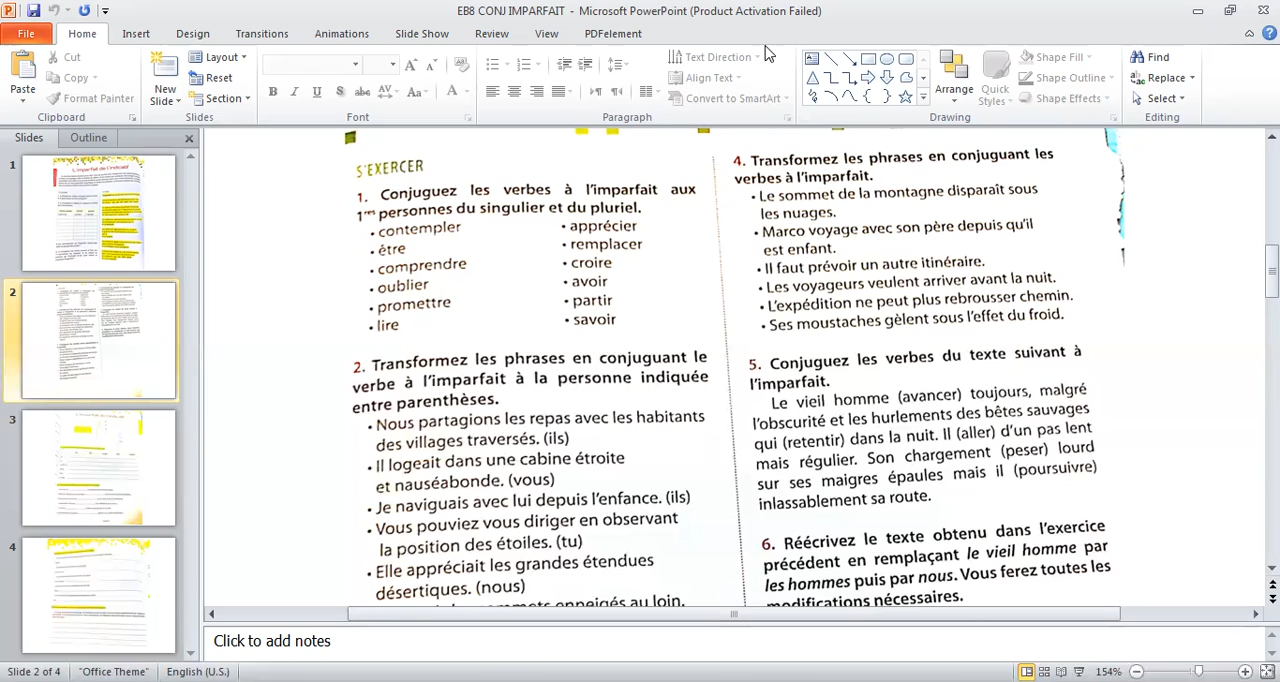 EB8 CONJ IMPARFAIT - Microsoft PowerPoint (Product Activation Failed)
File Home Insert Design Transitions Animations Slide Show Review View PDFelement
Paste
Cut
Copy
Format Painter
Clipboard
New
Slide
Layout
Reset
Section
Slides
B I U S abc AV Aa A
Font
Paragraph
Text Direction
Align Text
Convert to SmartArt
Arrange
Quick
Styles
Shape Fill
Shape Outline
Shape Effects
Drawing
Find
Replace
Select
Editing
Slides Outline
1
2
3
4
S'EXERCER
1. Conjuguez les verbes à l'imparfait aux
personnes du singulier et du pluriel.
• contempler
• être
• comprendre
oublier
promettre
• lire
• apprécier
• remplacer
• croire
• avoir
• partir
• savoir
2. Transformez les phrases en conjuguant le
verbe à l'imparfait à la personne indiquée
entre parenthèses.
• Nous partagions les repas avec les habitants
des villages traversés. (ils)
• Il logeait dans une cabine étroite
et nauséabonde. (vous)
• Je naviguais avec lui depuis l'enfance. (ils)
• Vous pouviez vous diriger en observant
la position des étoiles. (tu)
• Elle appréciait les grandes étendues
désertiques. (nous)
au loin.
4. Transformez les phrases en conjuguant les
verbes à l'imparfait.
• Le sommet de la montagne disparaît sous
les nuages.
• Marco voyage avec son père depuis qu'il
est enfant.
• Il faut prévoir un autre itinéraire.
Les voyageurs veulent arriver avant la nuit.
L'expédition ne peut plus rebrousser chemin.
Ses moustaches gèlent sous l'effet du froid.
5. Conjuguez les verbes du texte suivant à
l'imparfait.
Le vieil homme (avancer) toujours, malgré
l'obscurité et les hurlements des bêtes sauvages
qui (retentir) dans la nuit. Il (aller) d'un pas lent
mais régulier. Son chargement (peser) lourd
sur ses maigres épaules mais il (poursuivre)
inlassablement sa route.
6. Réécrivez le texte obtenu dans l'exercice
précédent en remplaçant le vieil homme par
les hommes puis par nous. Vous ferez toutes les
modifications nécessaires.
Click to add notes
Slide 2 of 4 "Office Theme" English (U.S.) 154%